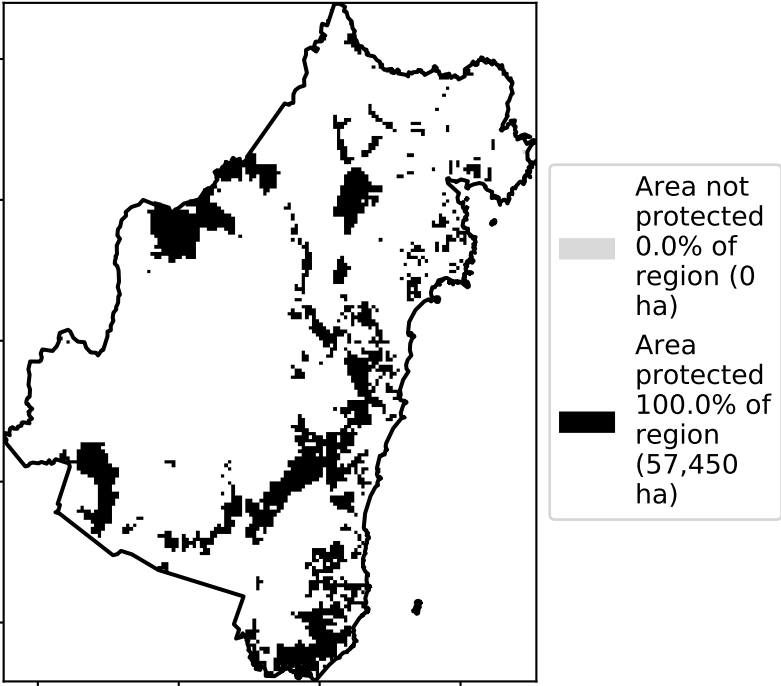 Area not
protected
0.0% of
region (0
ha)
Area
protected
100.0% of
region
(57,450
ha)